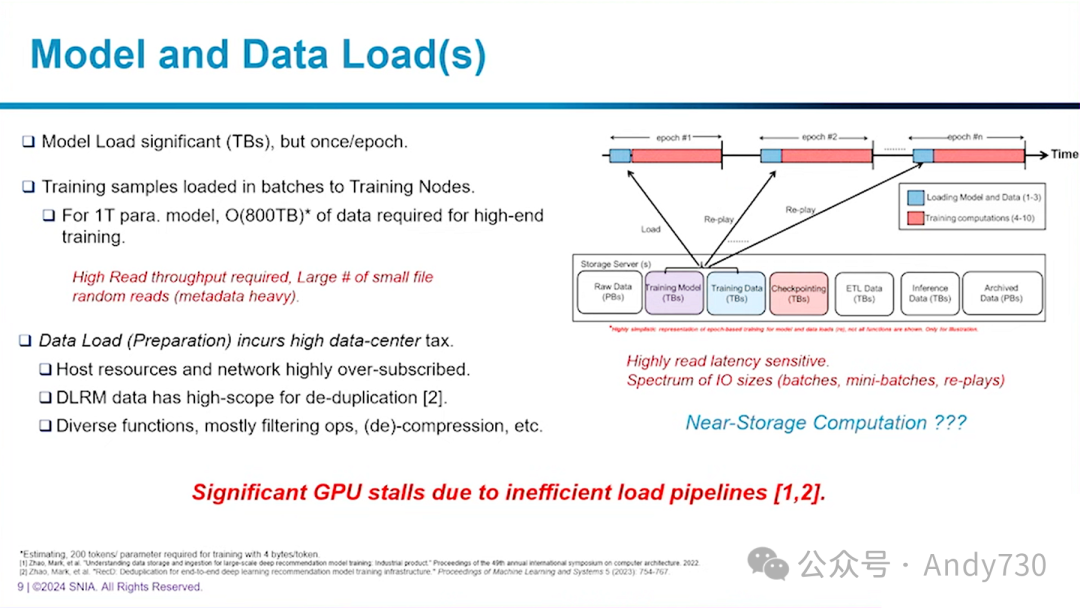 Model and Data Load(s)
Model Load significant (TBs), but once/epoch.
Training samples loaded in batches to Training Nodes.
For 1T para. model, O(800TB)* of data required for high-end
training.
High Read throughput required, Large # of small file
random reads (metadata heavy).
Data Load (Preparation) incurs high data-center tax.
Host resources and network highly over-subscribed.
DLRM data has high-scope for de-duplication [2].
Diverse functions, mostly filtering ops, (de)-compression, etc.
epoch #1
epoch #2
epoch #n
........
Time
Loading Model and Data (1-3)
Training computations (4-10)
Load
Re-play
Re-play
........
Storage Server (s)
Raw Data
(PBs)
Training Model
(TBs)
Training Data
(TBs)
Checkpointing
(TBs)
ETL Data
(TBs)
Inference
Data (TBs)
Archived
Data (PBs)
*Highly simplistic representation of epoch-based training for model and data loads (re), not all functions are shown. Only for illustration.
Highly read latency sensitive.
Spectrum of IO sizes (batches, mini-batches, re-plays)
Near-Storage Computation ???
Significant GPU stalls due to inefficient load pipelines [1,2].
*Estimating, 200 tokens/ parameter required for training with 4 bytes/token.
[1] Zhao, Mark, et al. "Understanding data storage and ingestion for large-scale deep recommendation model training: Industrial product." Proceedings of the 49th annual international symposium on computer architecture. 2022.
[2] Zhao, Mark, et al. "RecD: Deduplication for end-to-end deep learning recommendation model training infrastructure." Proceedings of Machine Learning and Systems 5 (2023): 754-767.
9 | ©2024 SNIA. All Rights Reserved.
公众号 · Andy730